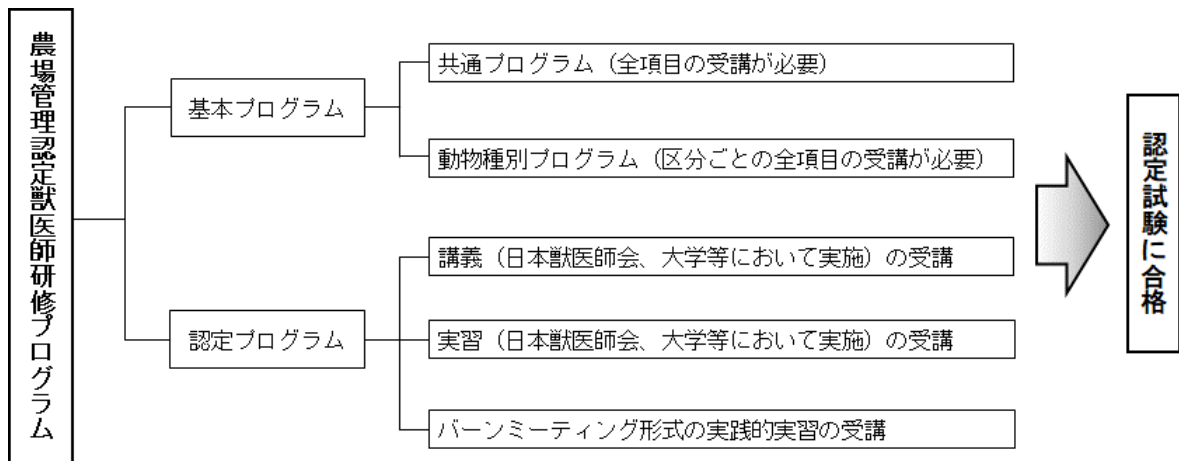 農場管理認定獣医師研修プログラム
基本プログラム
共通プログラム（全項目の受講が必要）
動物種別プログラム（区分ごとの全項目の受講が必要）
認定プログラム
講義（日本獣医師会、大学等において実施）の受講
実習（日本獣医師会、大学等において実施）の受講
バーンミーティング形式の実践的実習の受講
認定試験に合格